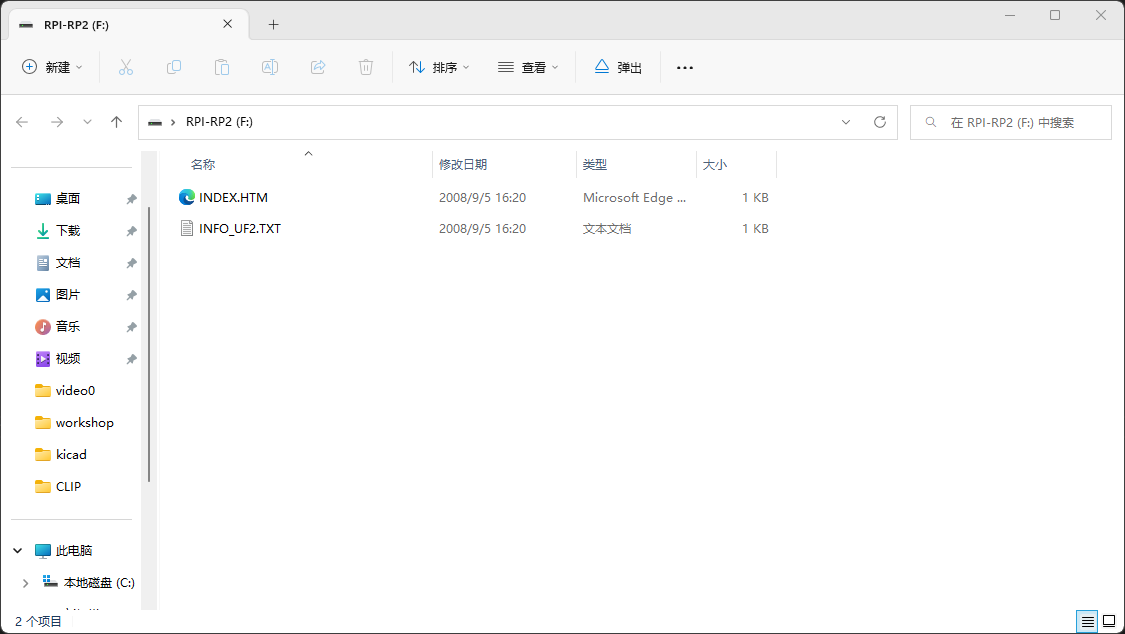 RPI-RP2 (F:)
新建
排序
查看
弹出
RPI-RP2 (F:)
在 RPI-RP2 (F:) 中搜索
名称 修改日期 类型 大小
INDEX.HTM 2008/9/5 16:20 Microsoft Edge ... 1 KB
INFO_UF2.TXT 2008/9/5 16:20 文本文档 1 KB
桌面
下载
文档
图片
音乐
视频
video0
workshop
kicad
CLIP
此电脑
本地磁盘 (C:)
2 个项目